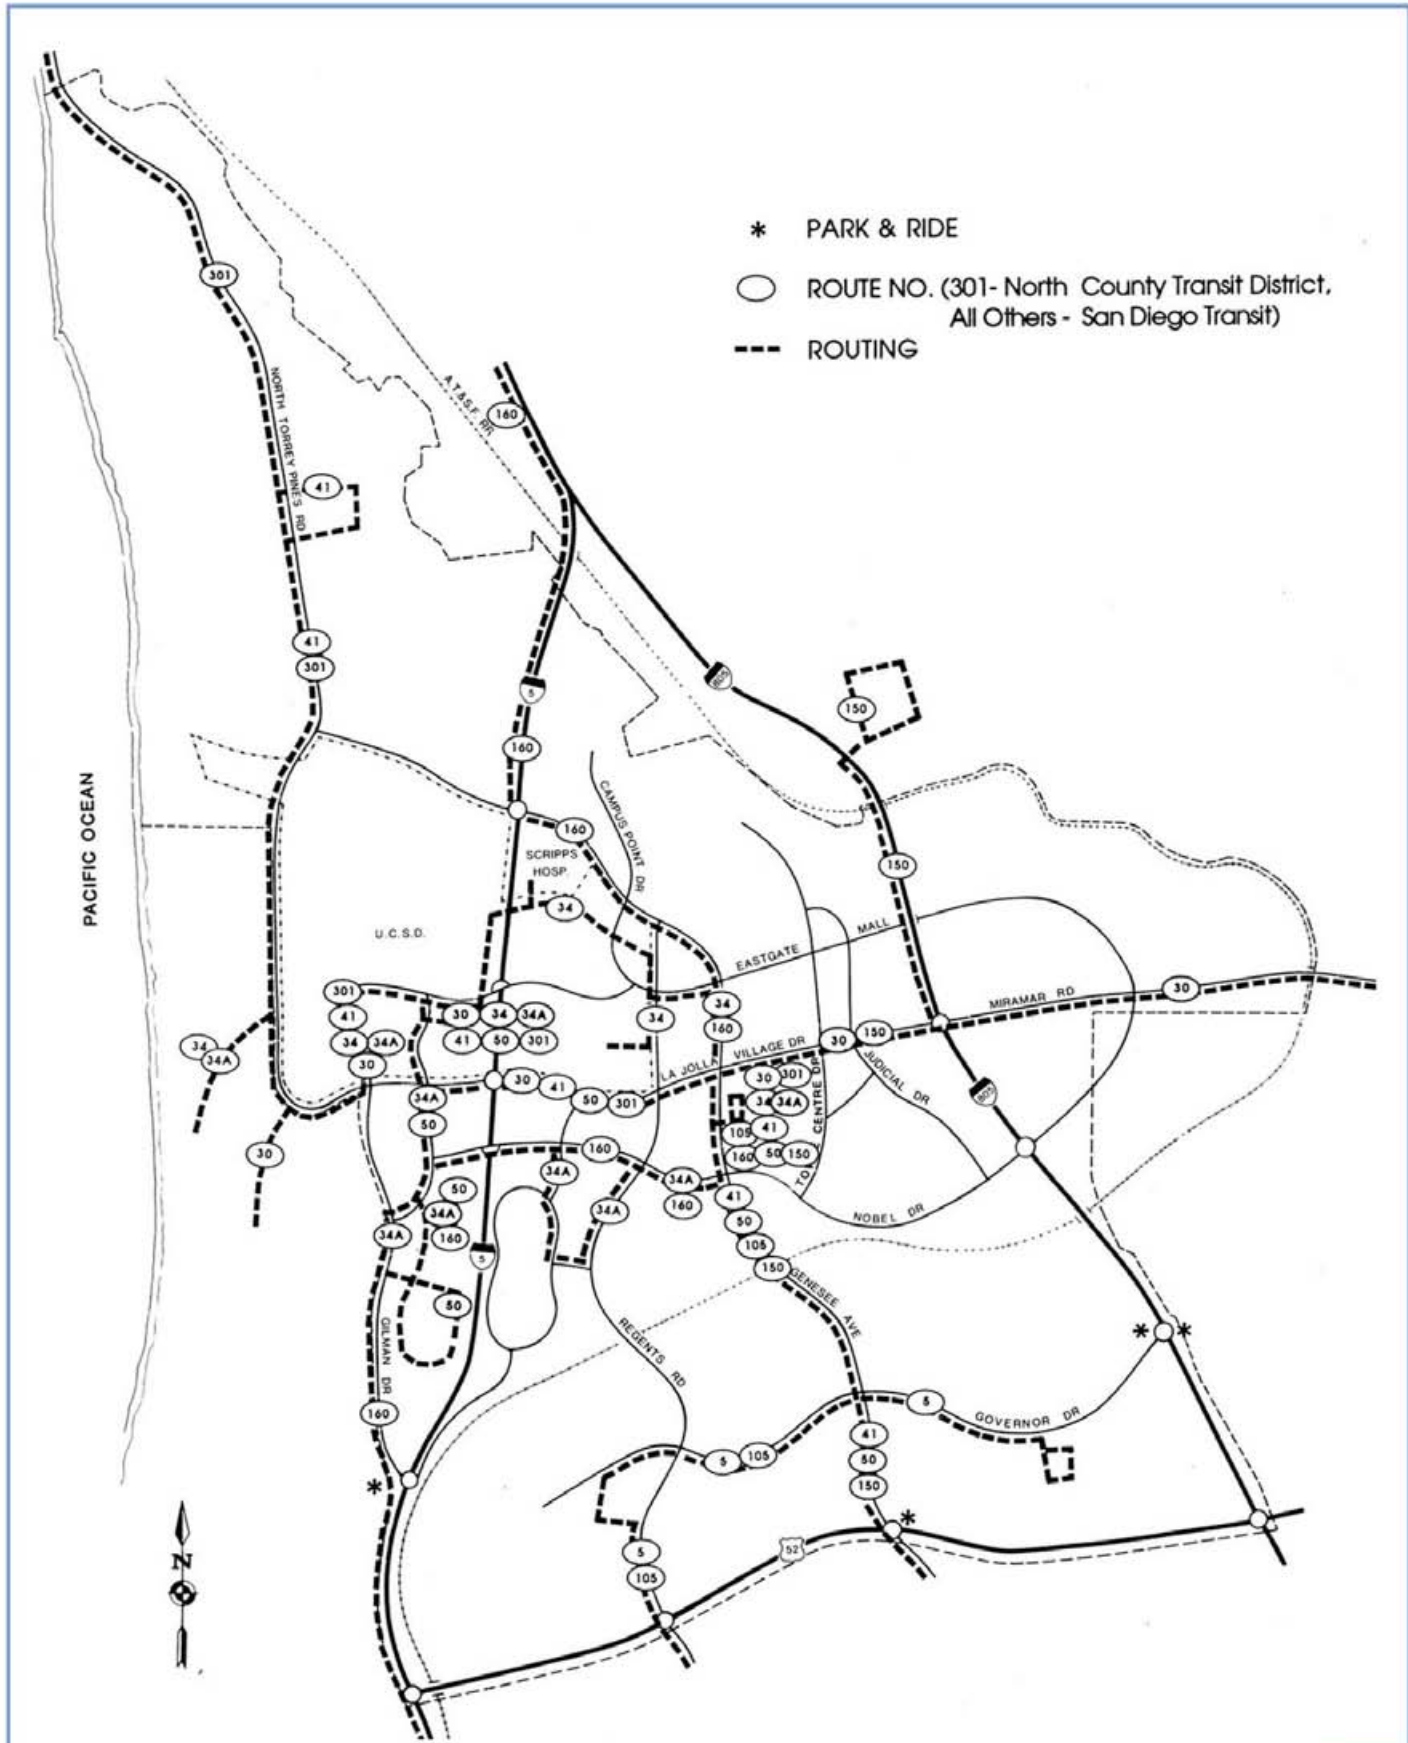 * PARK & RIDE
ROUTE NO. (301- North County Transit District,
All Others - San Diego Transit)
ROUTING
301
NORTH TORREY PINES RD
A.T.& S.F. RR
160
41
41
301
805
5
150
160
PACIFIC OCEAN
CAMPUS POINT DR
160
SCRIPPS
HOSP.
150
34
U.C.S.D.
EASTGATE MALL
301
41
34 34A
30
30 34 34A
41 50 301
34
160
34
MIRAMAR RD
30
34
34A
LA JOLLA VILLAGE DR
30 150
30 41 50 301
JUDICIAL DR
805
30 301
34 34A
105 41
160 50 150
CENTRE DR
34A
50
30
160
34A
34A
160
50
34A
160
34A
34A
41
50
105
150
NOBEL DR
5
50
GENESEE AVE
GILMAN DR
REGENTS RD
* *
160
5
GOVERNOR DR
41
50
150
5 105
*
*
N
52
5
105